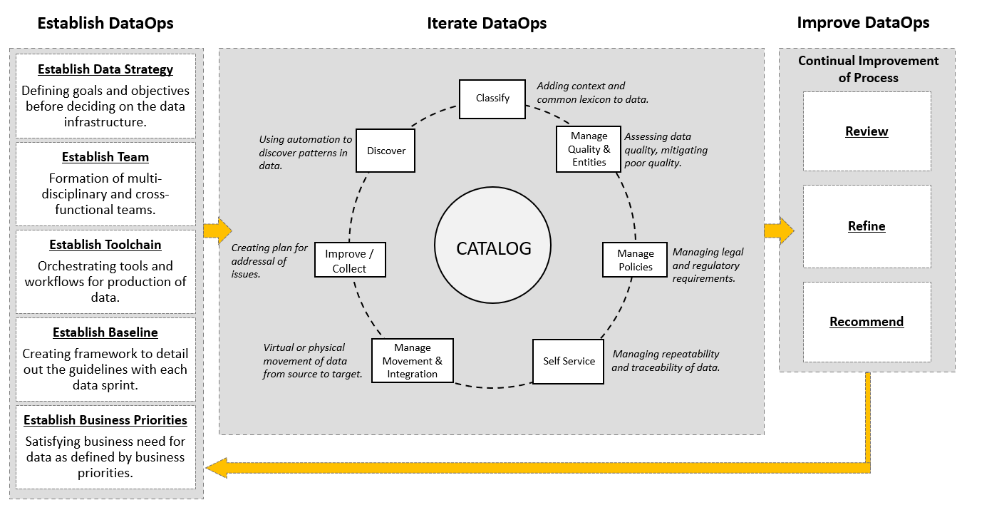 Establish DataOps
Iterate DataOps
Improve DataOps
Establish Data Strategy
Defining goals and objectives
before deciding on the data
infrastructure.
Establish Team
Formation of multi-
disciplinary and cross-
functional teams.
Establish Toolchain
Orchestrating tools and
workflows for production of
data.
Establish Baseline
Creating framework to detail
out the guidelines with each
data sprint.
Establish Business Priorities
Satisfying business need for
data as defined by business
priorities.
Classify
Adding context and
common lexicon to data.
Manage
Quality &
Entities
Assessing data
quality, mitigating
poor quality.
Manage
Policies
Managing legal
and regulatory
requirements.
Self Service
Managing repeatability
and traceability of data.
Manage
Movement &
Integration
Virtual or physical
movement of data
from source to target.
Improve /
Collect
Creating plan for
addressal of
issues.
Discover
Using automation to
discover patterns in
data.
CATALOG
Continual Improvement
of Process
Review
Refine
Recommend